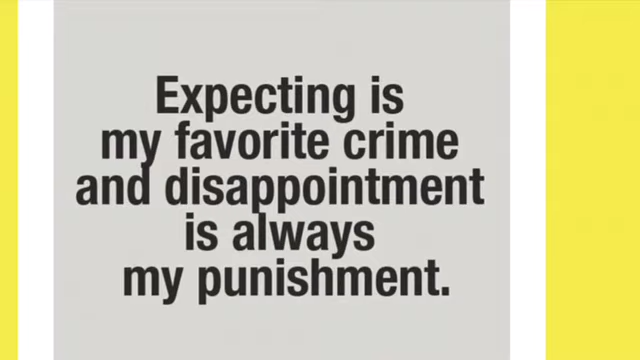 Expecting is
my favorite crime
and disappointment
is always
my punishment.